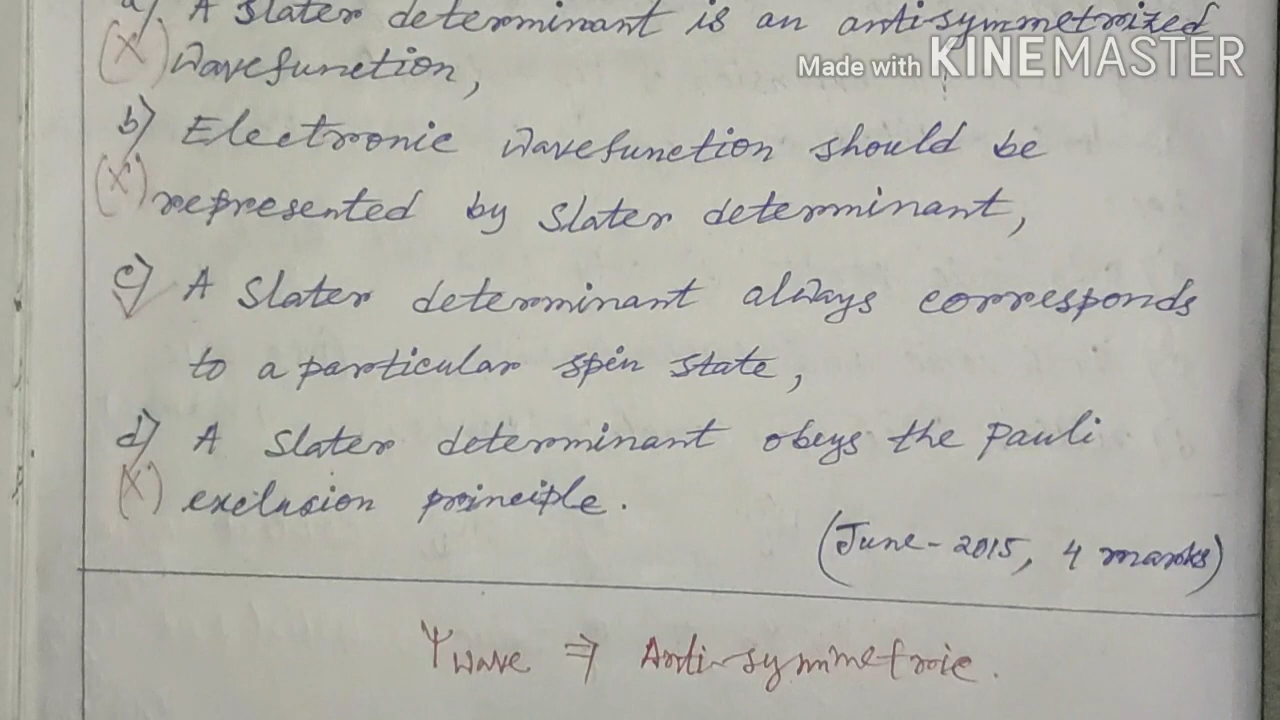 a) A Slater determinant is an antisymmetrized
(X) wavefunction,
Made with KINEMASTER
b) Electronic wavefunction should be
(X) represented by Slater determinant,
c) A Slater determinant always corresponds
to a particular spin state,
d) A Slater determinant obeys the Pauli
(X) exclusion principle.
(June-2015, 4 marks)
Ψwave ⇒ Anti-symmetric.